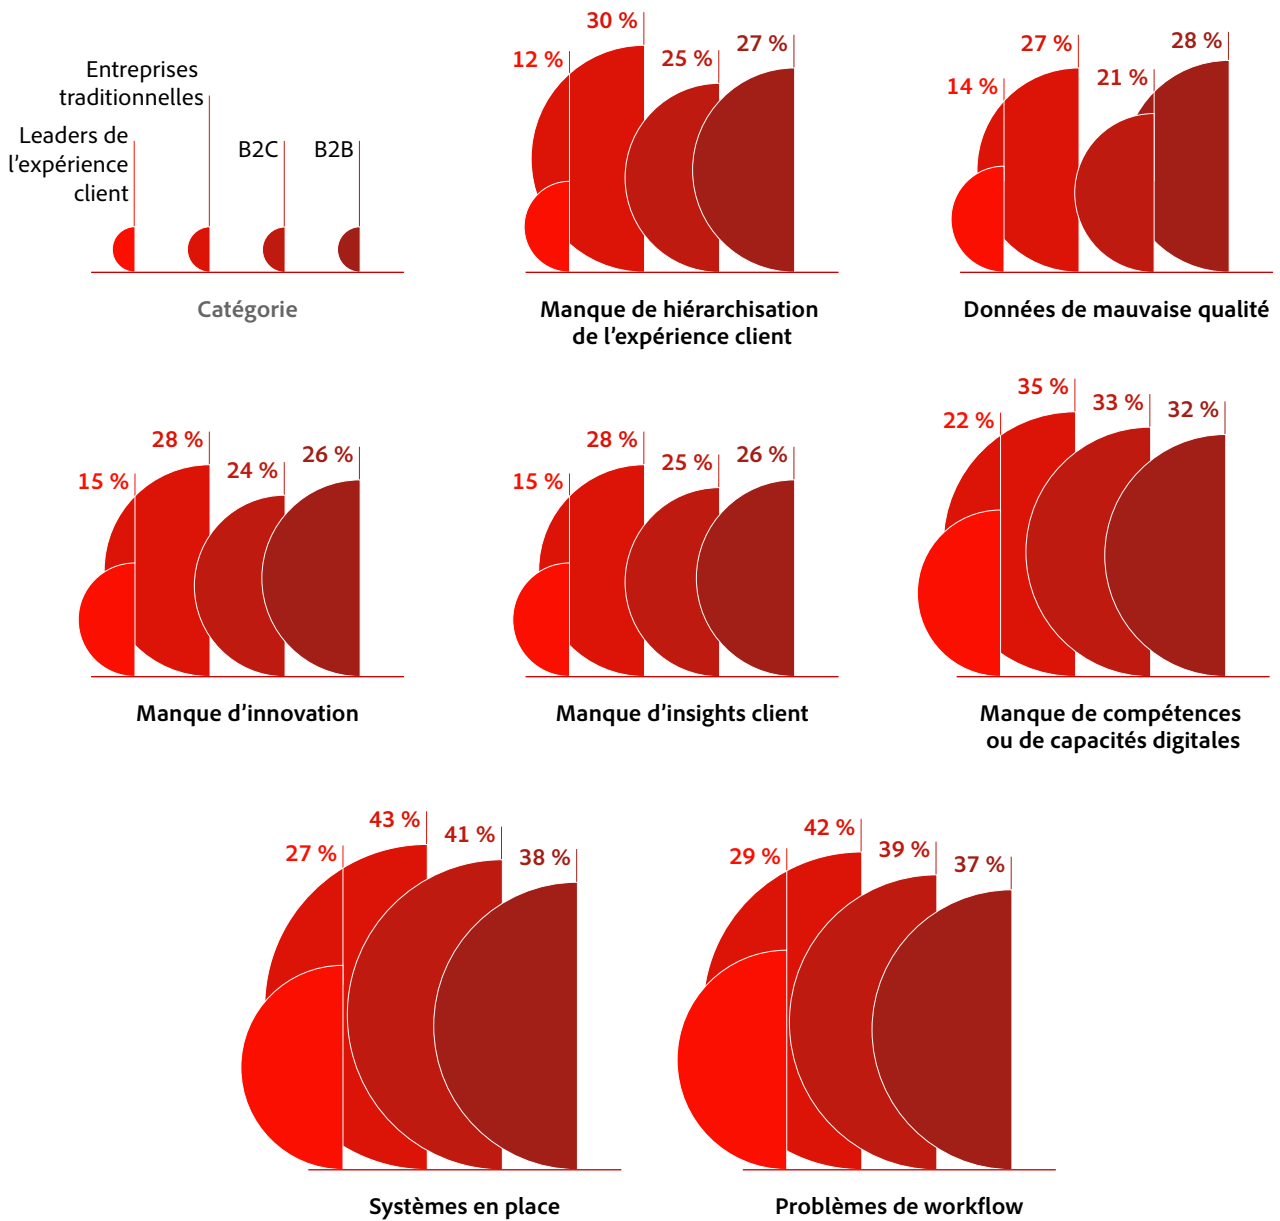 Entreprises
traditionnelles
Leaders de
l’expérience
client
B2C
B2B
Catégorie
12 %
30 %
25 %
27 %
Manque de hiérarchisation
de l’expérience client
14 %
27 %
21 %
28 %
Données de mauvaise qualité
15 %
28 %
24 %
26 %
Manque d’innovation
15 %
28 %
25 %
26 %
Manque d’insights client
22 %
35 %
33 %
32 %
Manque de compétences
ou de capacités digitales
27 %
43 %
41 %
38 %
Systèmes en place
29 %
42 %
39 %
37 %
Problèmes de workflow